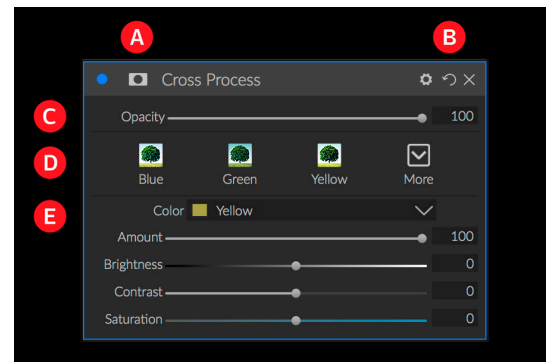 A
B
Cross Process
C
Opacity 100
D
Blue Green Yellow More
E
Color Yellow
Amount 100
Brightness 0
Contrast 0
Saturation 0